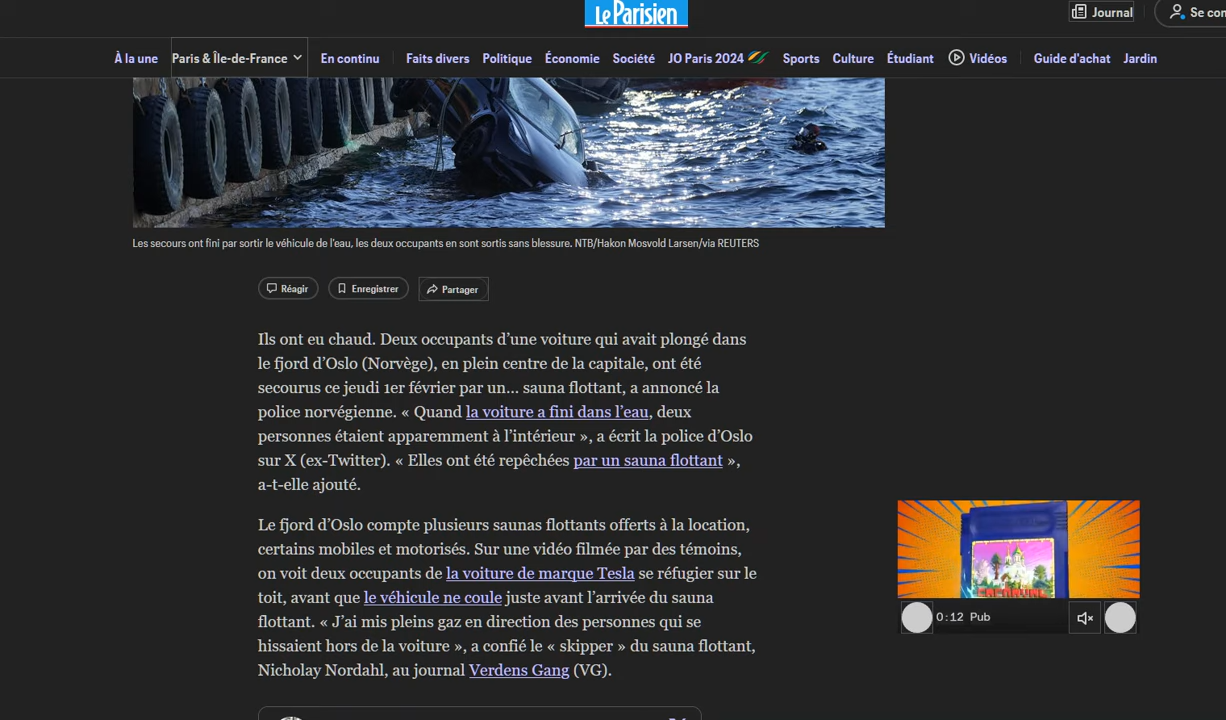 Le Parisien
Journal
Se con
À la une
Paris & Île-de-France
En continu
Faits divers
Politique
Économie
Société
JO Paris 2024
Sports
Culture
Étudiant
Vidéos
Guide d'achat
Jardin
Les secours ont fini par sortir le véhicule de l'eau, les deux occupants en sont sortis sans blessure. NTB/Hakon Mosvold Larsen/via REUTERS
Réagir
Enregistrer
Partager
Ils ont eu chaud. Deux occupants d'une voiture qui avait plongé dans
le fjord d'Oslo (Norvège), en plein centre de la capitale, ont été
secourus ce jeudi 1er février par un... sauna flottant, a annoncé la
police norvégienne. « Quand la voiture a fini dans l'eau, deux
personnes étaient apparemment à l'intérieur », a écrit la police d'Oslo
sur X (ex-Twitter). « Elles ont été repêchées par un sauna flottant »,
a-t-elle ajouté.
Le fjord d'Oslo compte plusieurs saunas flottants offerts à la location,
certains mobiles et motorisés. Sur une vidéo filmée par des témoins,
on voit deux occupants de la voiture de marque Tesla se réfugier sur le
toit, avant que le véhicule ne coule juste avant l'arrivée du sauna
flottant. « J'ai mis pleins gaz en direction des personnes qui se
hissaient hors de la voiture », a confié le « skipper » du sauna flottant,
Nicholay Nordahl, au journal Verdens Gang (VG).
0:12 Pub